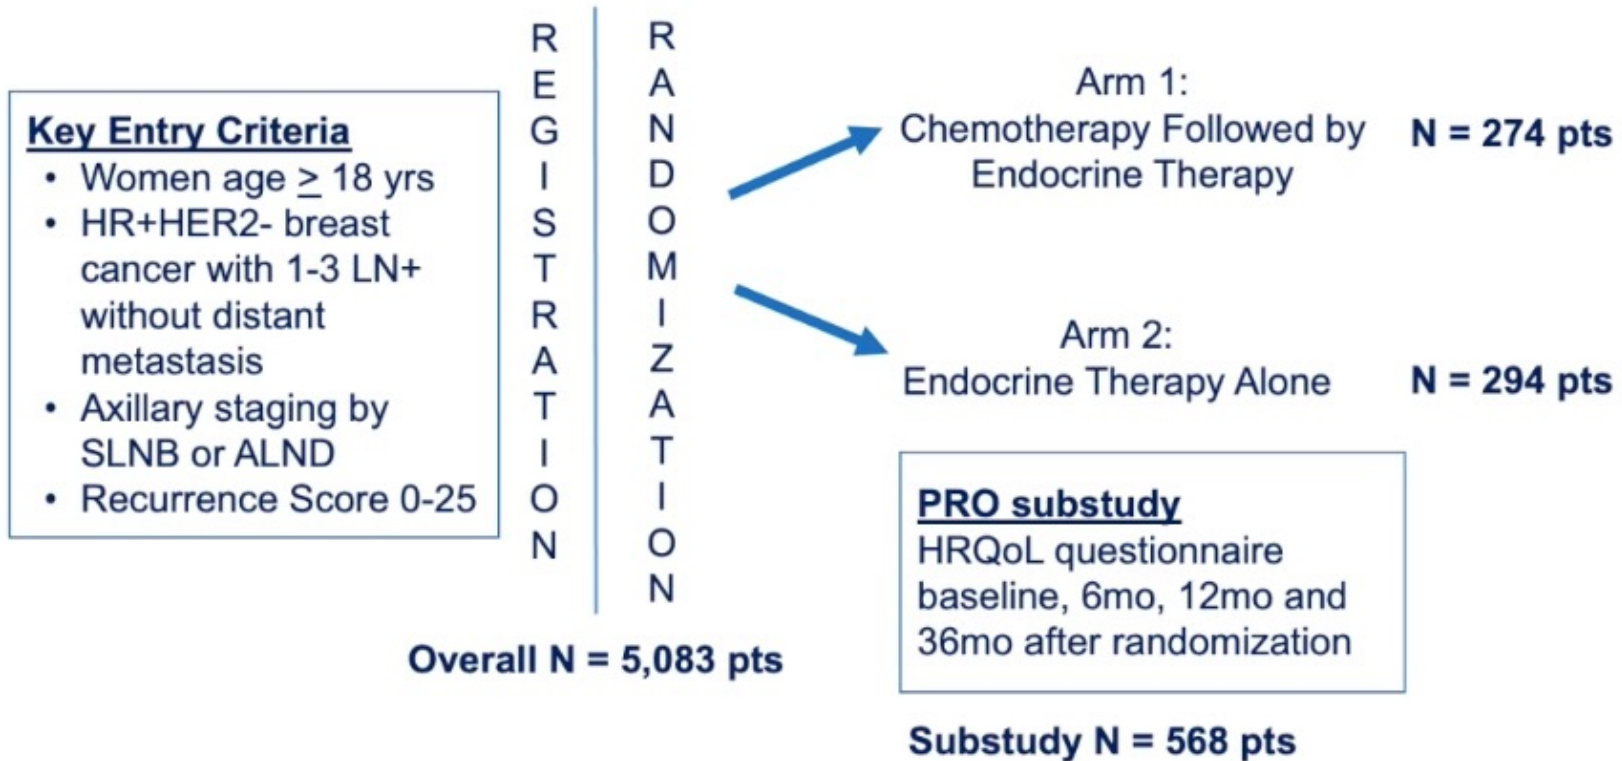 Key Entry Criteria
• Women age ≥ 18 yrs
• HR+HER2- breast
cancer with 1-3 LN+
without distant
metastasis
• Axillary staging by
SLNB or ALND
• Recurrence Score 0-25
REGISTRATION
RANDOMIZATION
Overall N = 5,083 pts
Arm 1:
Chemotherapy Followed by
Endocrine Therapy
N = 274 pts
Arm 2:
Endocrine Therapy Alone
N = 294 pts
PRO substudy
HRQoL questionnaire
baseline, 6mo, 12mo and
36mo after randomization
Substudy N = 568 pts